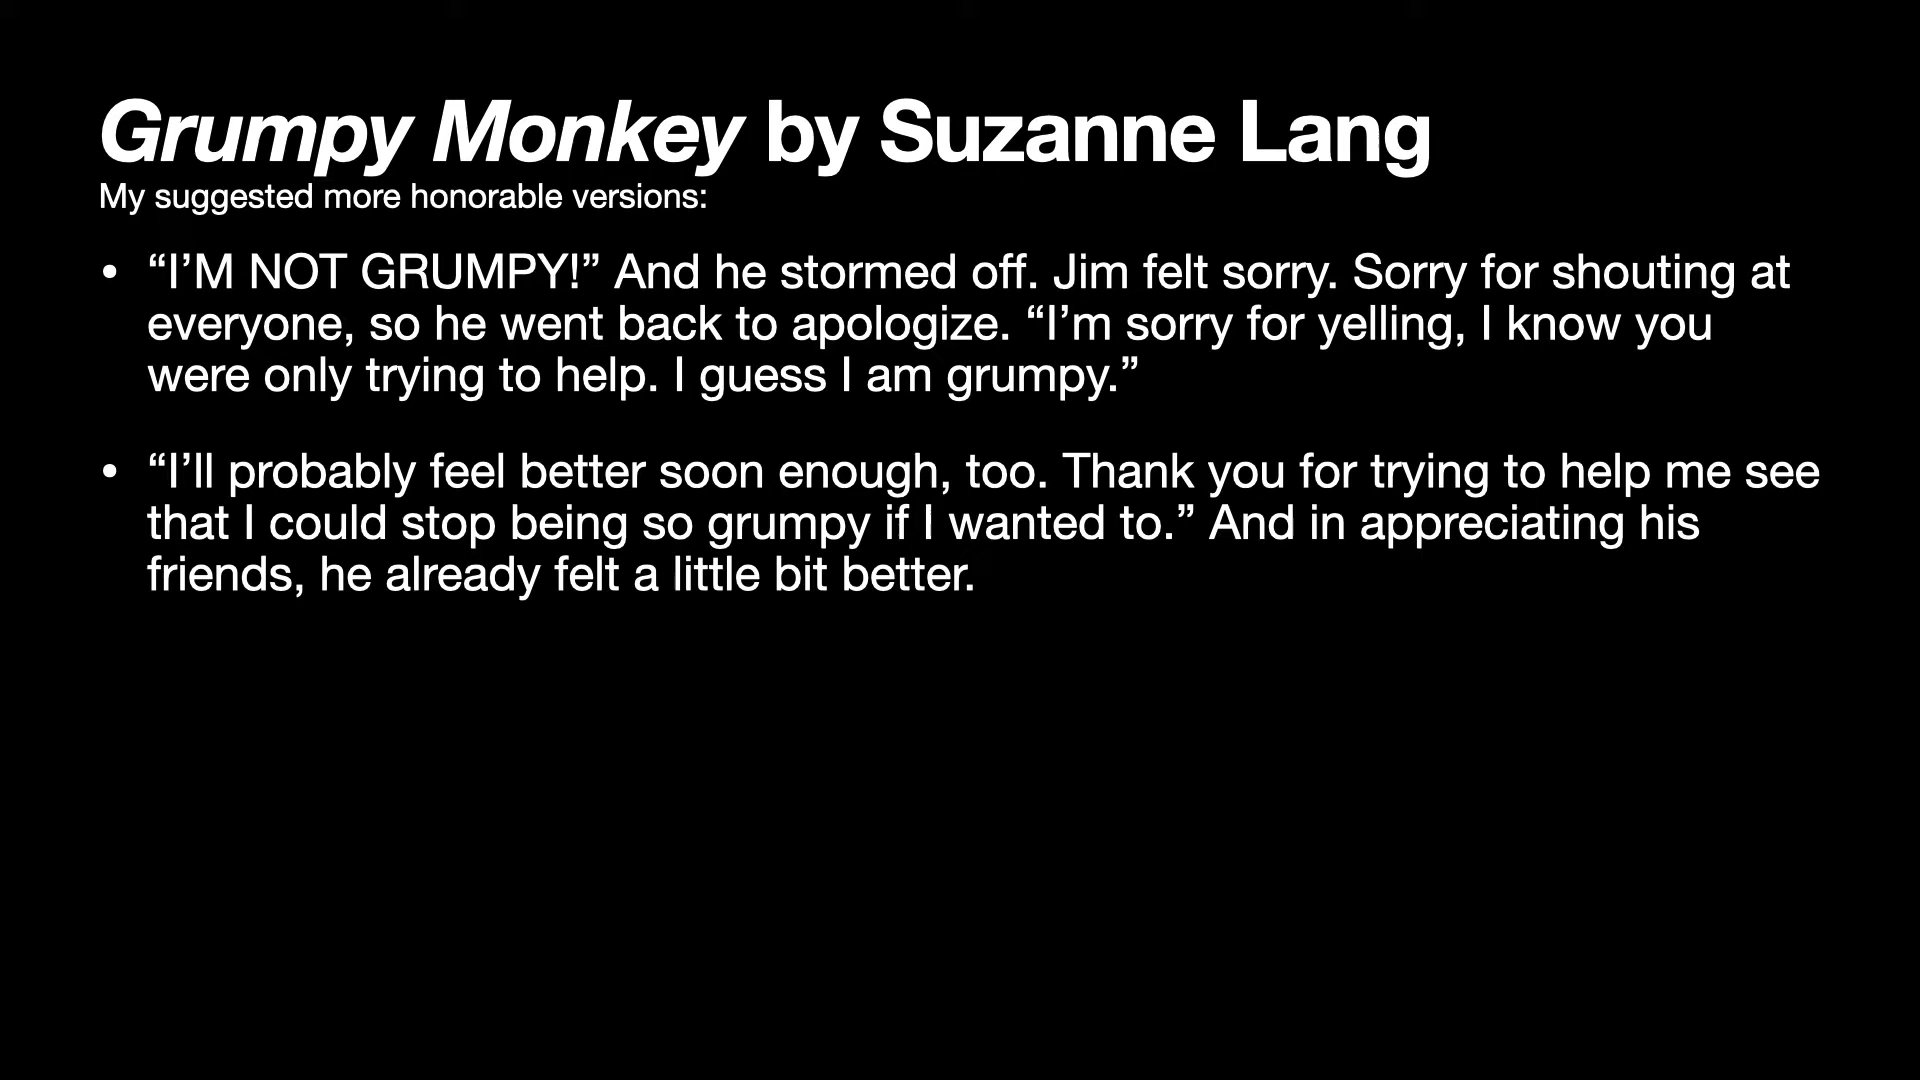 Grumpy Monkey by Suzanne Lang
My suggested more honorable versions:
• “I’M NOT GRUMPY!” And he stormed off. Jim felt sorry. Sorry for shouting at
everyone, so he went back to apologize. “I’m sorry for yelling, I know you
were only trying to help. I guess I am grumpy.”
• “I’ll probably feel better soon enough, too. Thank you for trying to help me see
that I could stop being so grumpy if I wanted to.” And in appreciating his
friends, he already felt a little bit better.